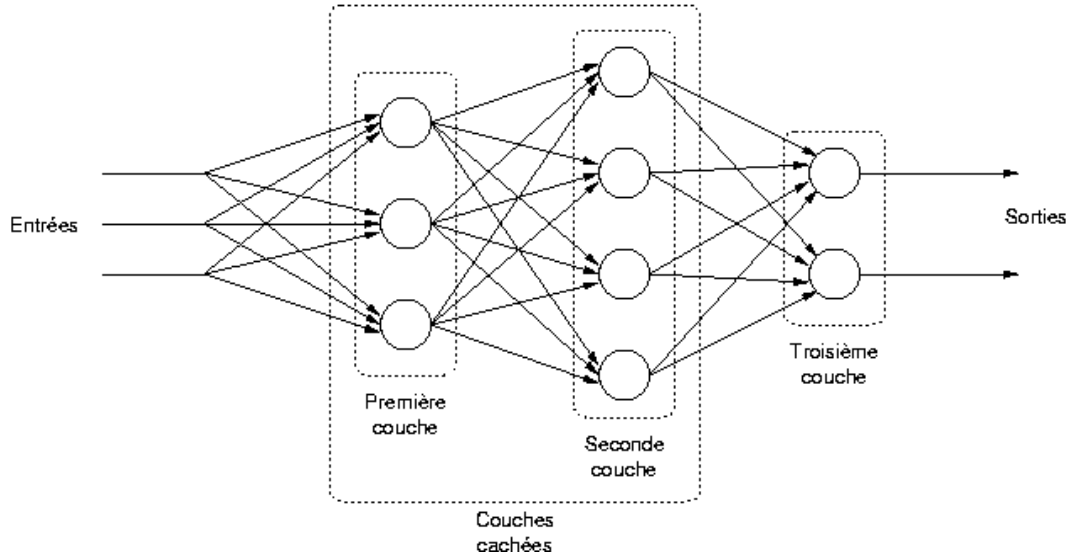 Entrées
Sorties
Première
couche
Seconde
couche
Troisième
couche
Couches
cachées